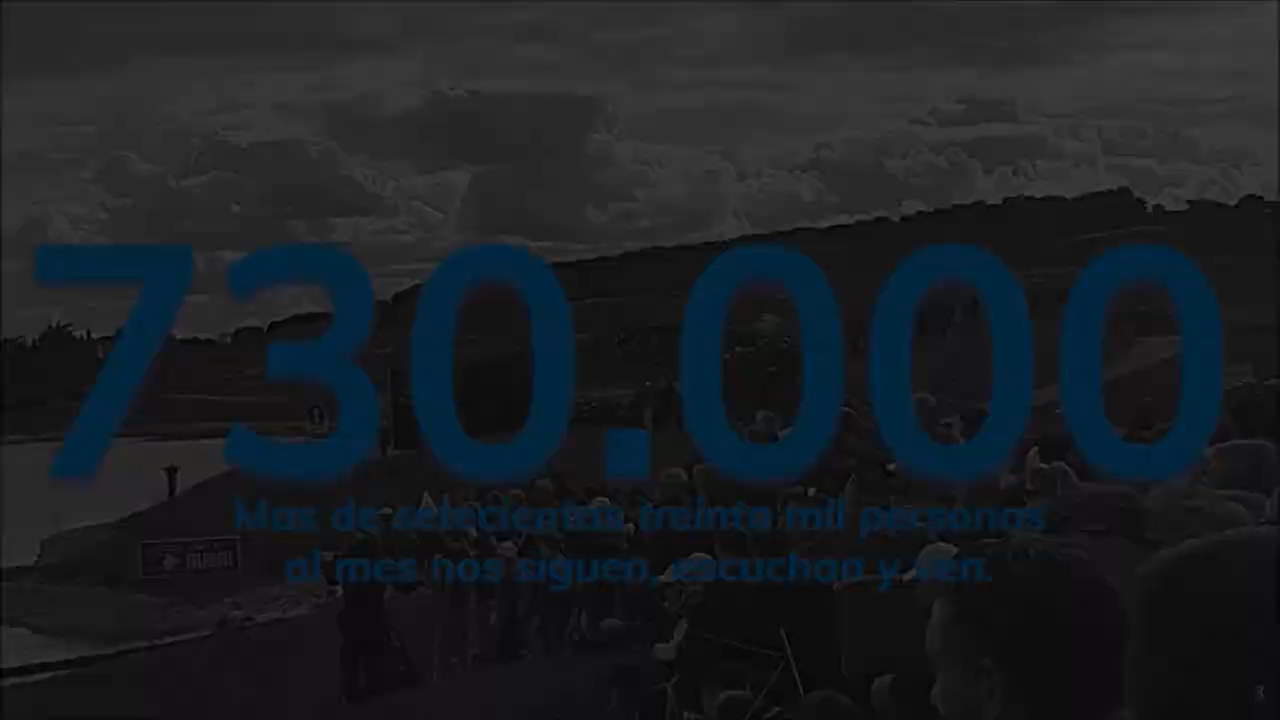 730.000
Mas de setecientas treinta mil personas
al mes nos siguen, escuchan y ven.